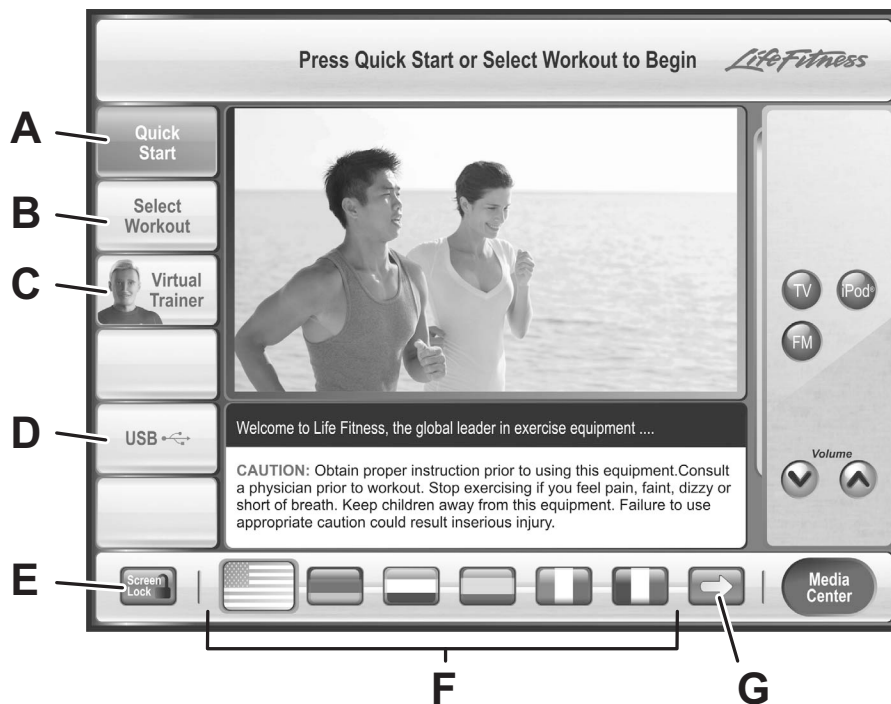 Press Quick Start or Select Workout to Begin
Life Fitness
A
Quick
Start
B
Select
Workout
C
Virtual
Trainer
TV
iPod®
FM
D
USB
Welcome to Life Fitness, the global leader in exercise equipment ....
Volume
CAUTION: Obtain proper instruction prior to using this equipment.Consult
a physician prior to workout. Stop exercising if you feel pain, faint, dizzy or
short of breath. Keep children away from this equipment. Failure to use
appropriate caution could result inserious injury.
E
Screen
Lock
Media
Center
F
G